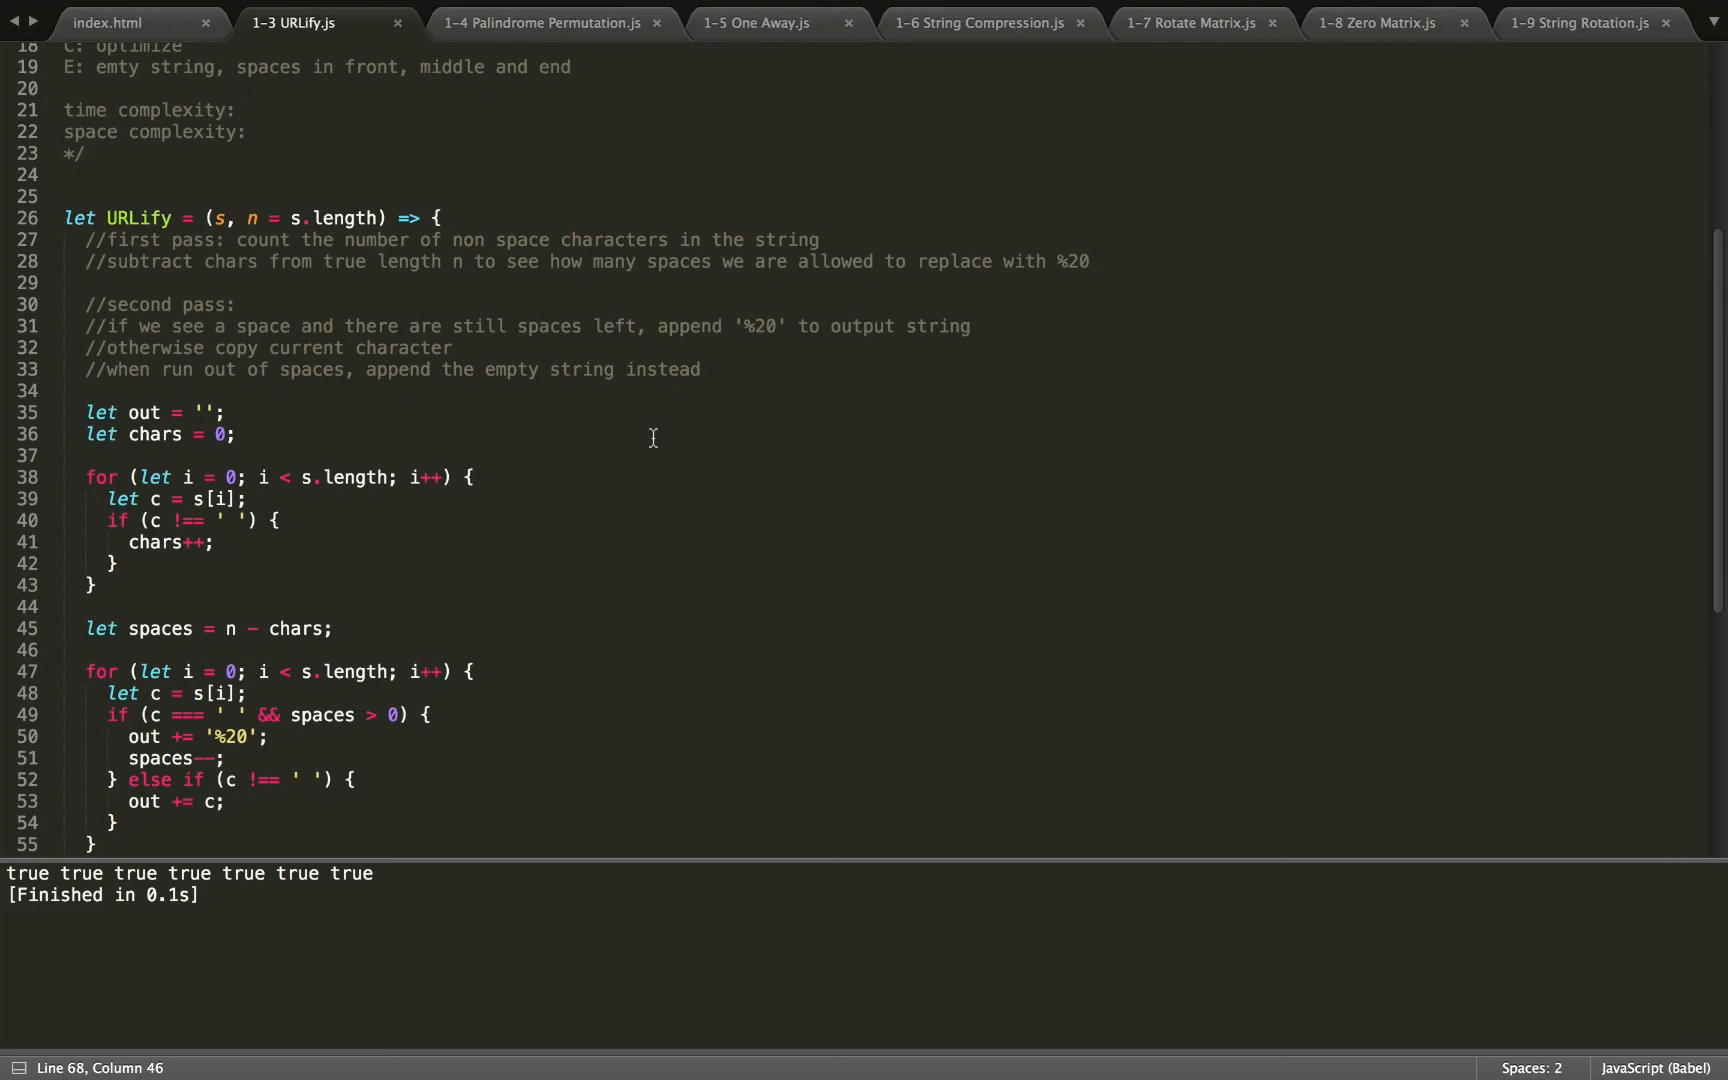 index.html
1-3 URLify.js
1-4 Palindrome Permutation.js
1-5 One Away.js
1-6 String Compression.js
1-7 Rotate Matrix.js
1-8 Zero Matrix.js
1-9 String Rotation.js
18 C: optimize
19 E: emty string, spaces in front, middle and end
20
21 time complexity:
22 space complexity:
23 */
24
25
26 let URLify = (s, n = s.length) => {
27 //first pass: count the number of non space characters in the string
28 //subtract chars from true length n to see how many spaces we are allowed to replace with %20
29
30 //second pass:
31 //if we see a space and there are still spaces left, append '%20' to output string
32 //otherwise copy current character
33 //when run out of spaces, append the empty string instead
34
35 let out = '';
36 let chars = 0;
37
38 for (let i = 0; i < s.length; i++) {
39 let c = s[i];
40 if (c !== ' ') {
41 chars++;
42 }
43 }
44
45 let spaces = n - chars;
46
47 for (let i = 0; i < s.length; i++) {
48 let c = s[i];
49 if (c === ' ' && spaces > 0) {
50 out += '%20';
51 spaces--;
52 } else if (c !== ' ') {
53 out += c;
54 }
55 }
true true true true true true true
[Finished in 0.1s]
Line 68, Column 46
Spaces: 2
JavaScript (Babel)